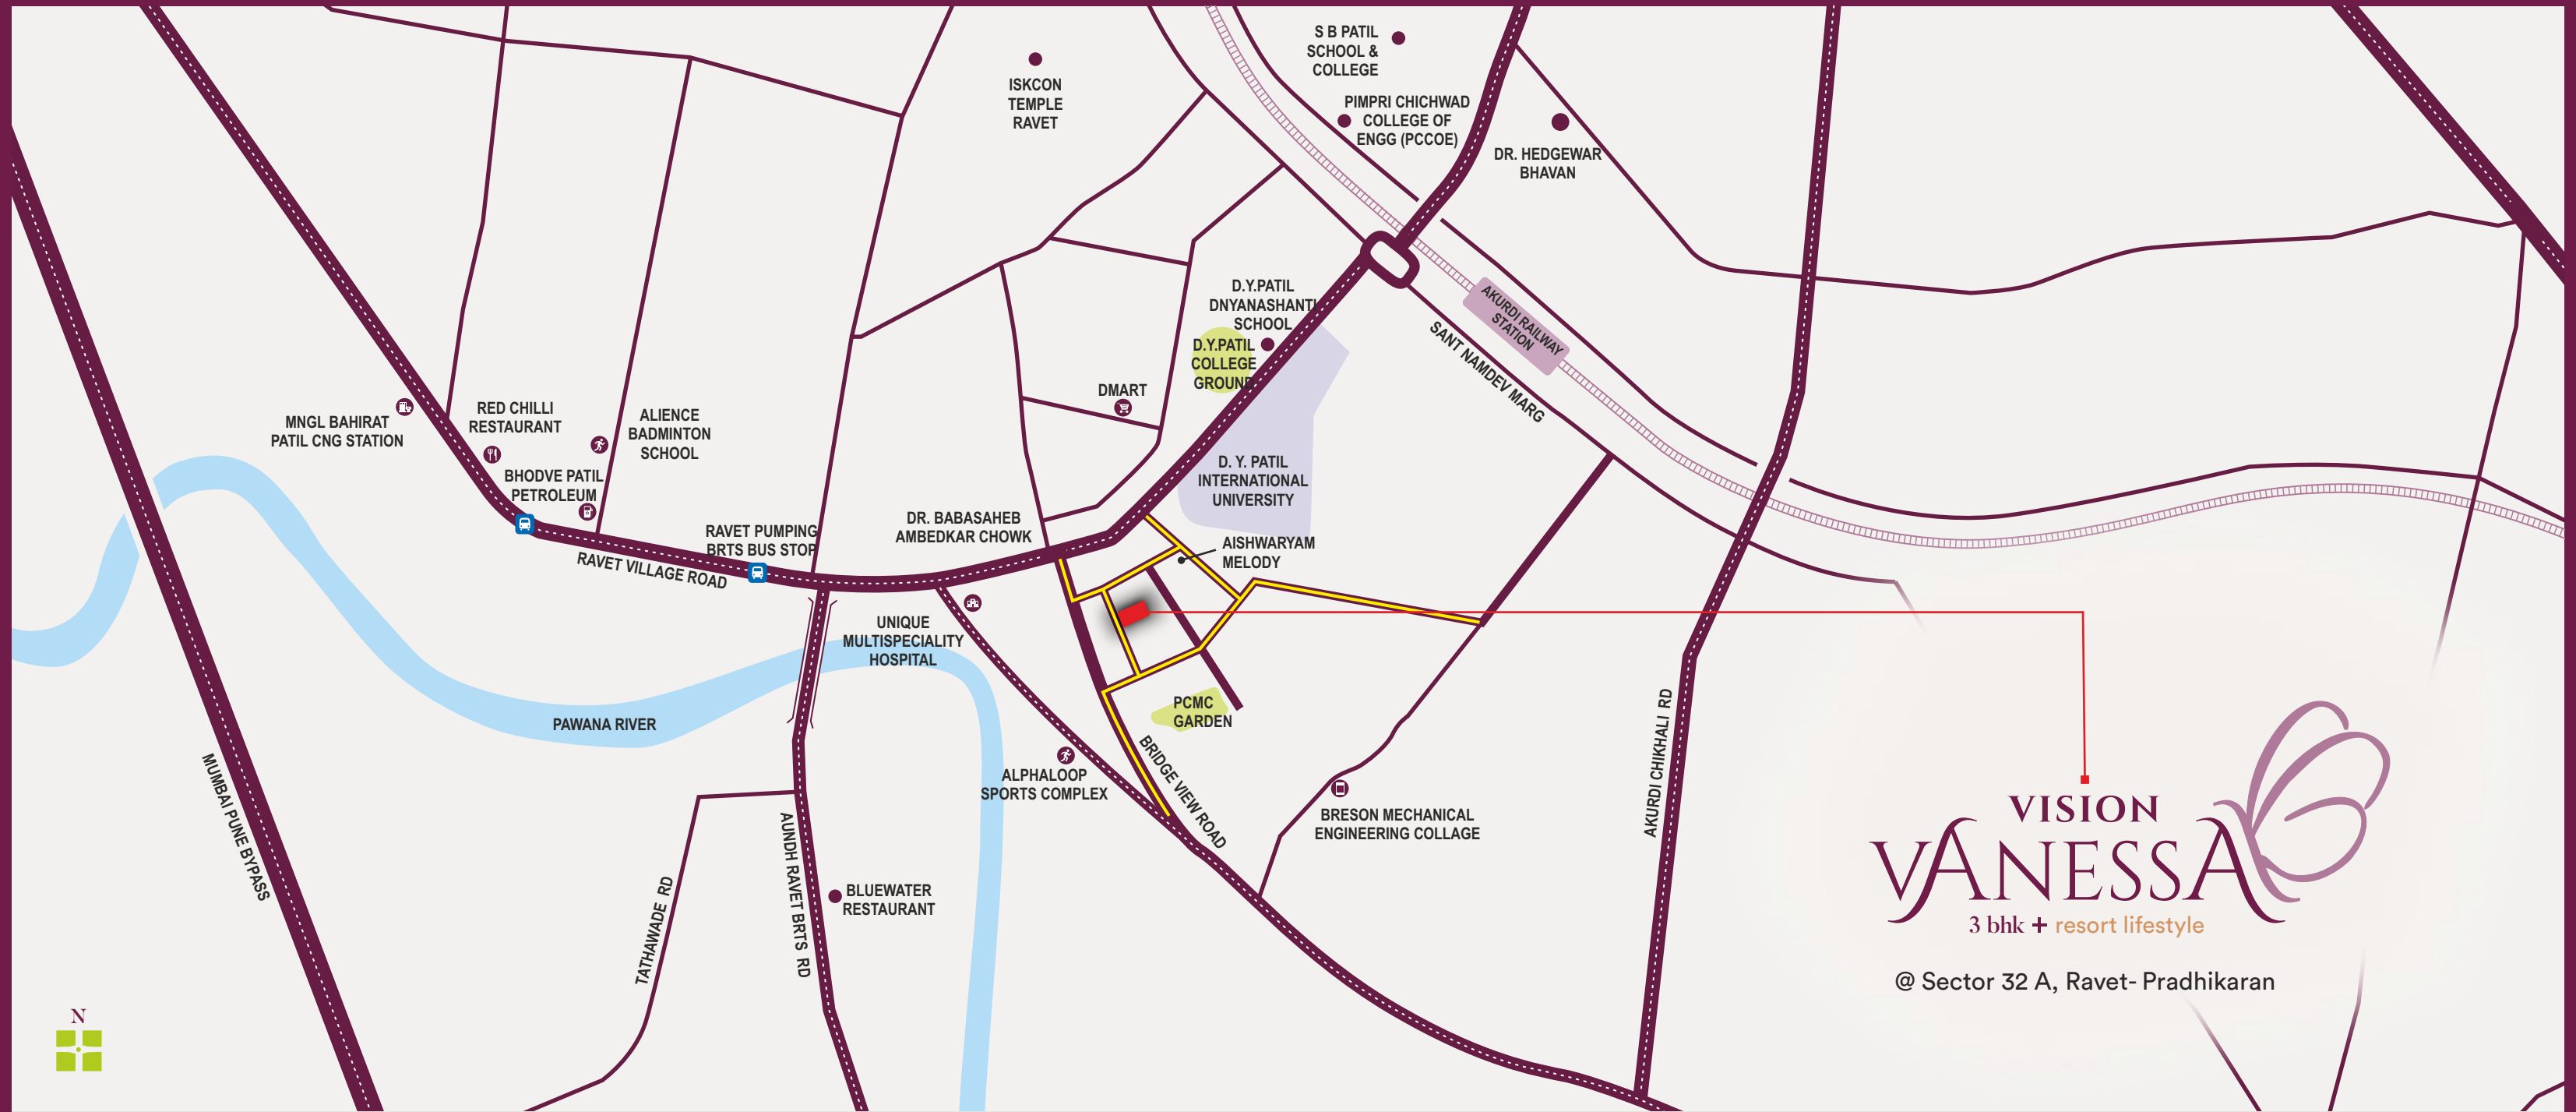 S B PATIL
SCHOOL &
COLLEGE
ISKCON
TEMPLE
RAVET
PIMPRI CHICHWAD
COLLEGE OF
ENGG (PCCOE)
DR. HEDGEWAR
BHAVAN
D.Y.PATIL
DNYANASHANTI
SCHOOL
D.Y.PATIL
COLLEGE
GROUND
AKURDI RAILWAY
STATION
SANT NAMDEV MARG
DMART
MNGL BAHIRAT
PATIL CNG STATION
RED CHILLI
RESTAURANT
ALIENCE
BADMINTON
SCHOOL
BHODVE PATIL
PETROLEUM
D. Y. PATIL
INTERNATIONAL
UNIVERSITY
RAVET PUMPING
BRTS BUS STOP
DR. BABASAHEB
AMBEDKAR CHOWK
RAVET VILLAGE ROAD
AISHWARYAM
MELODY
UNIQUE
MULTISPECIALITY
HOSPITAL
PAWANA RIVER
PCMC
GARDEN
BRIDGE VIEW ROAD
ALPHALOOP
SPORTS COMPLEX
BRESON MECHANICAL
ENGINEERING COLLAGE
AKURDI CHIKHALI RD
MUMBAI PUNE BYPASS
AUNDH RAVET BRTS RD
TATHAWADE RD
BLUEWATER
RESTAURANT
VISION
VANESSA
3 bhk + resort lifestyle
@ Sector 32 A, Ravet- Pradhikaran
N